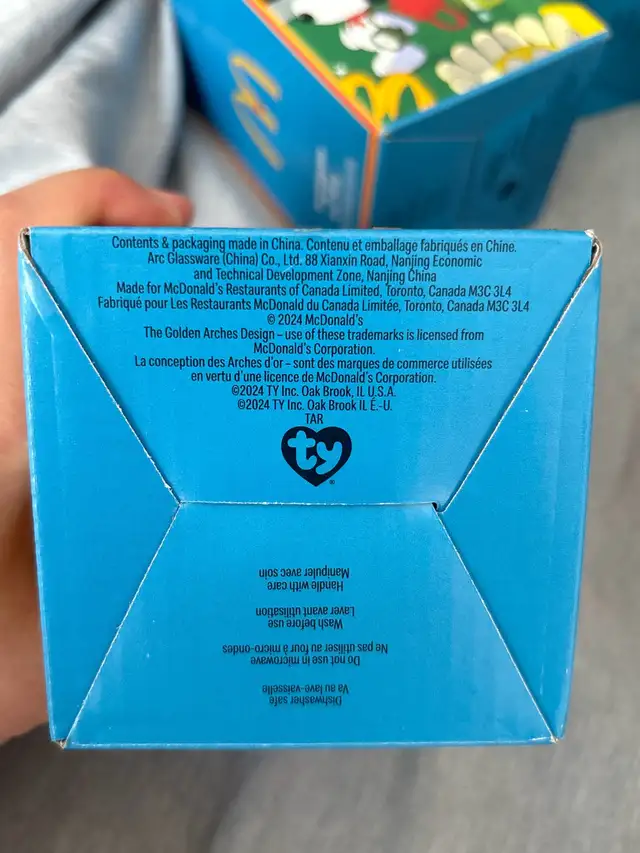 Contents & packaging made in China. Contenu et emballage fabriqués en Chine.
Arc Glassware (China) Co., Ltd. 88 Xianxin Road, Nanjing Economic
and Technical Development Zone, Nanjing China
Made for McDonald's Restaurants of Canada Limited, Toronto, Canada M3C 3L4
Fabriqué pour Les Restaurants McDonald du Canada Limitée, Toronto, Canada M3C 3L4
© 2024 McDonald's
The Golden Arches Design – use of these trademarks is licensed from
McDonald's Corporation.
La conception des Arches d'or – sont des marques de commerce utilisées
en vertu d'une licence de McDonald's Corporation.
©2024 TY Inc. Oak Brook, IL U.S.A.
©2024 TY Inc. Oak Brook IL É.-U.
TAR
ty®
Dishwasher safe
Va au lave-vaisselle
Do not use in microwave
Ne pas utiliser au four à micro-ondes
Wash before use
Laver avant utilisation
Handle with care
Manipuler avec soin